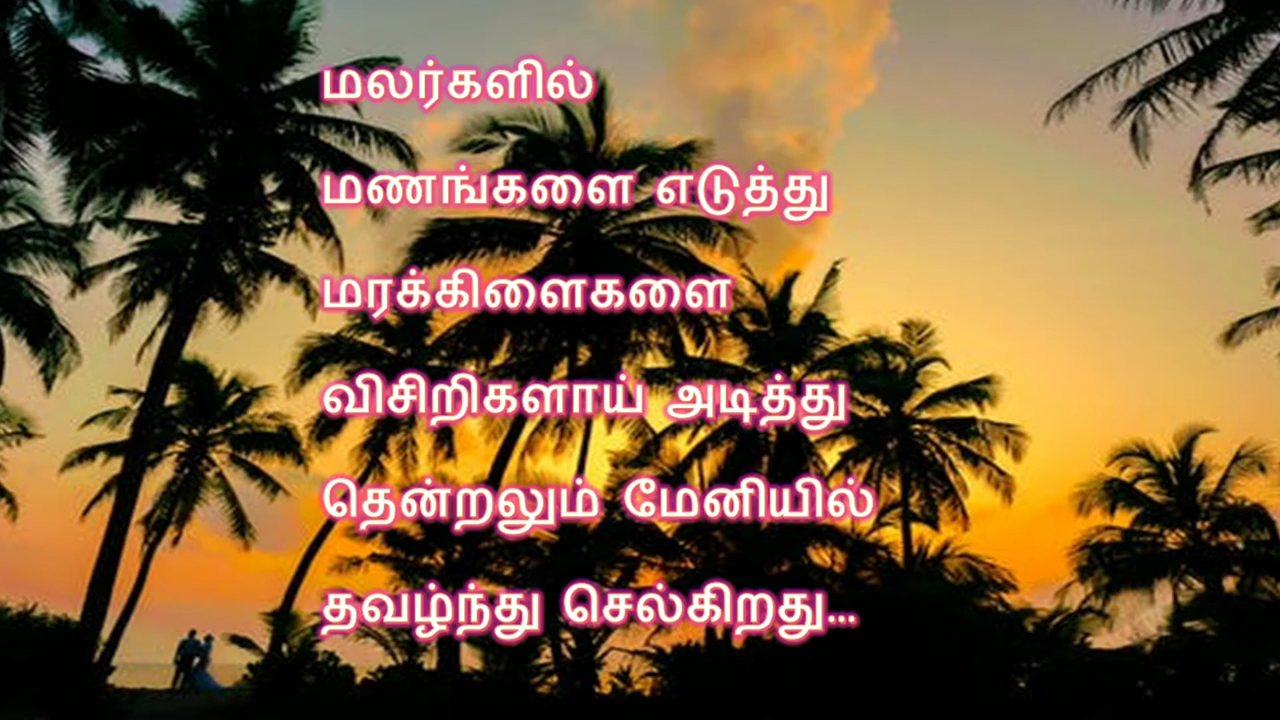 மலர்களில்
மணங்களை எடுத்து
மரக்கிளைகளை
விசிறிகளாய் அடித்து
தென்றலும் மேனியில்
தவழ்ந்து செல்கிறது...